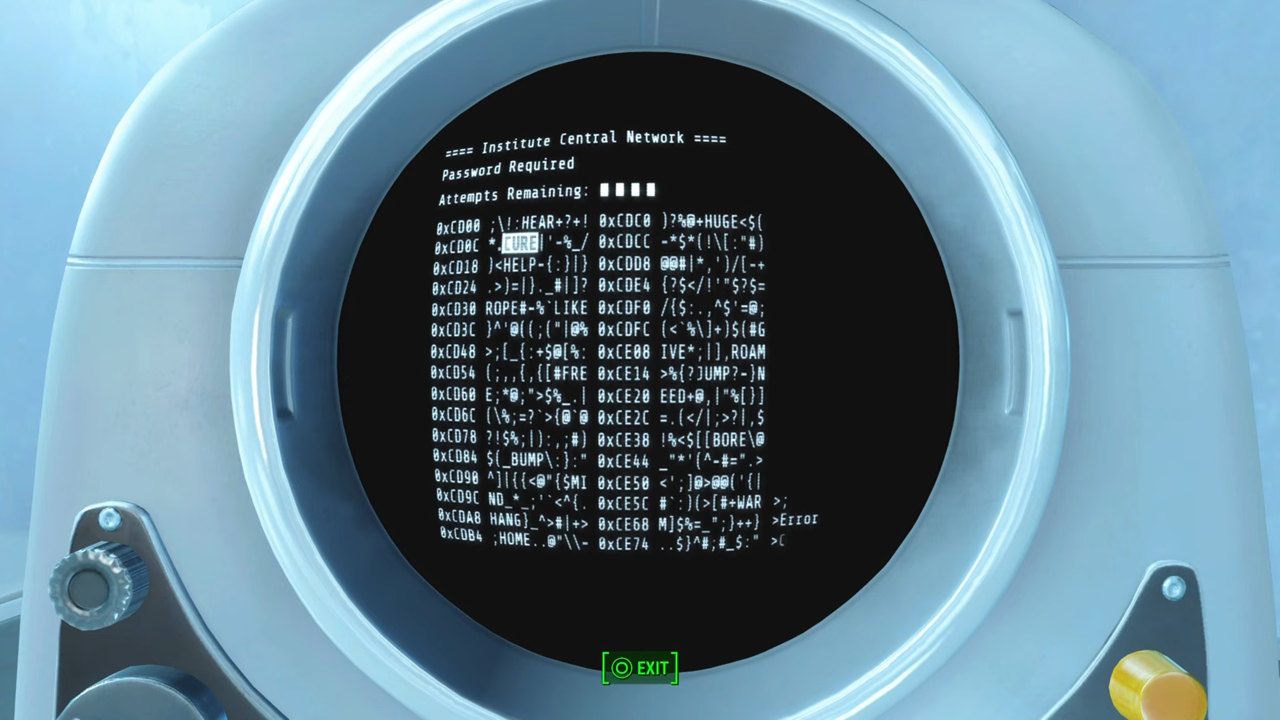 ==== Institute Central Network ====
Password Required
Attempts Remaining: ■ ■ ■ ■
0xCD00 ;\!:HEAR+?+! 0xCDC0 )?%@+HUGE<$(
0xCD0C *.CURE|'-%_/ 0xCDCC -*$*(!\[:"#)
0xCD18 )<HELP-{:}|} 0xCDD8 @@#|*,')/[-+
0xCD24 .>)=|}._#|]? 0xCDE4 {?$</!'"$?$=
0xCD30 ROPE#-%`LIKE 0xCDF0 /{$:.,^$'=@;
0xCD3C }^'@((;("|@% 0xCDFC (<`%\]+)$(#G
0xCD48 >;[_{:+$@[%: 0xCE08 IVE*;|],ROAM
0xCD54 (;,,{,{[#FRE 0xCE14 >%{?JUMP?-}N
0xCD60 E;*@;">$%_.| 0xCE20 EED+@,|"%[}]
0xCD6C (\%;=?`>{@`@ 0xCE2C =.(</|;>?|,$
0xCD78 ?!$%;|):,;#) 0xCE38 !%<$[[BORE\@
0xCD84 $(_BUMP\:}:" 0xCE44 _"*'(^-#=".>
0xCD90 ^]|{{<@"{$MI 0xCE50 <';]@>@@('{|
0xCD9C ND_*_;'`<^{. 0xCE5C #`:)(>[#+WAR >;
0xCDA8 HANG}_^>#|+> 0xCE68 M]$%=_";}++} >Error
0xCDB4 ;HOME..@"\\- 0xCE74 ..$}^#;#_$:" >C
EXIT